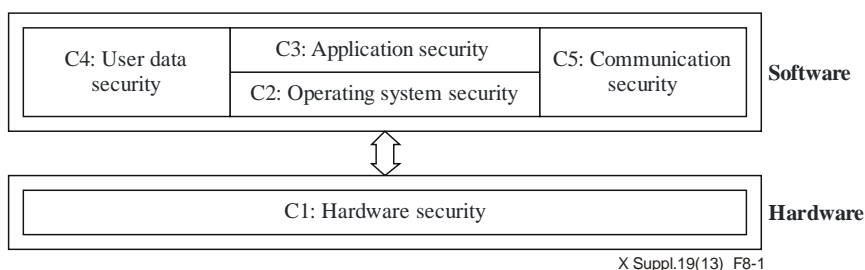 C4: User data
security
C3: Application security
C2: Operating system security
C5: Communication
security
Software
C1: Hardware security
Hardware
X Suppl.19(13)_F8-1